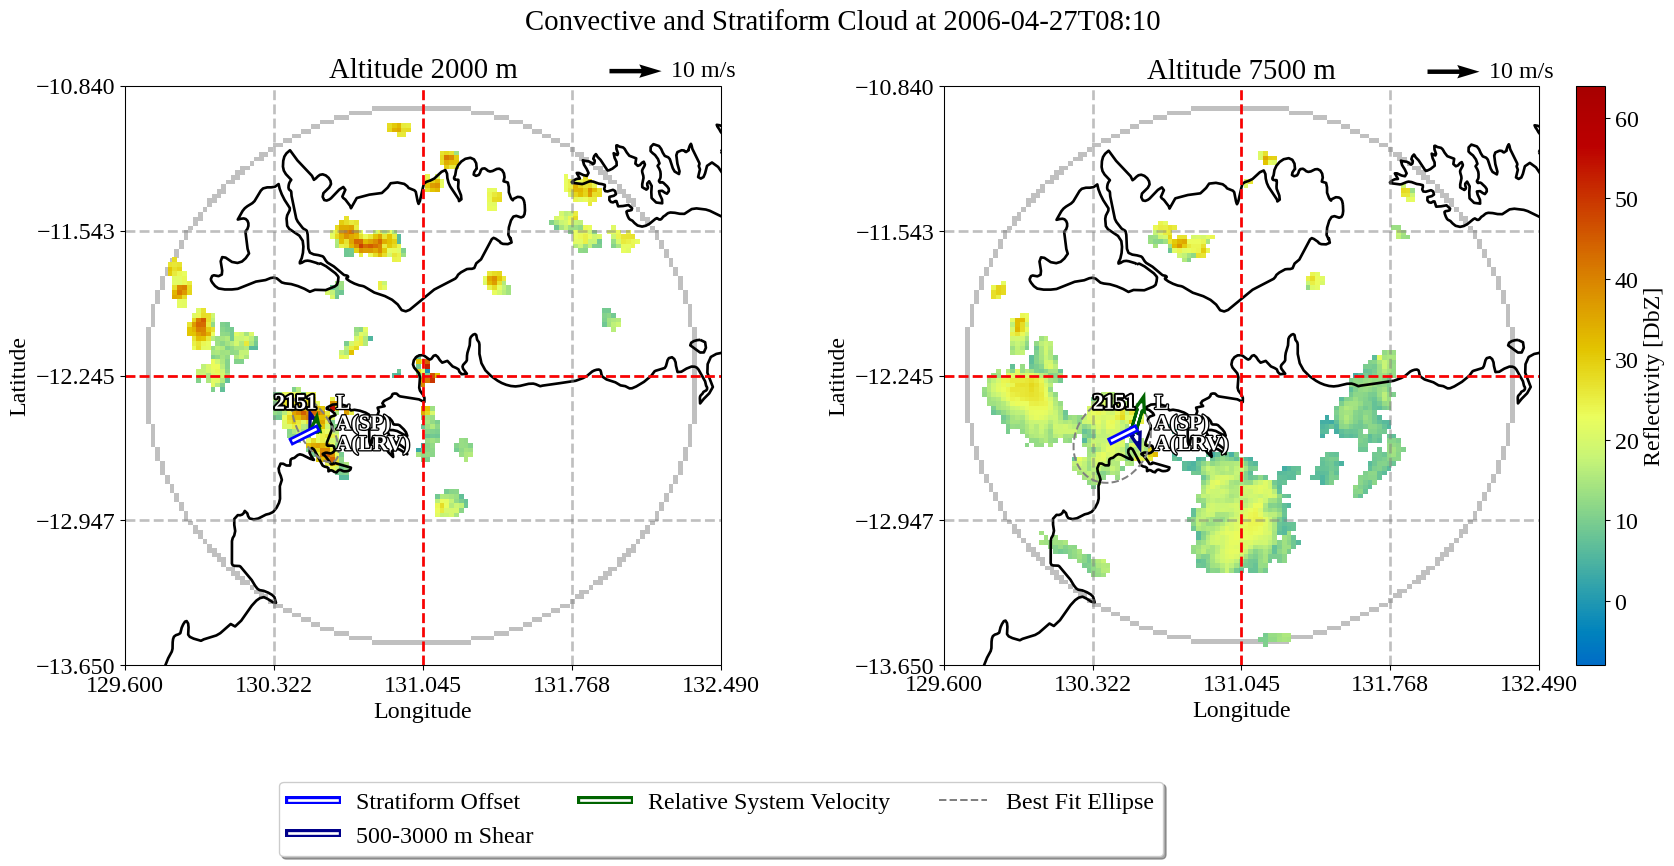 Convective and Stratiform Cloud at 2006-04-27T08:10
Altitude 2000 m
10 m/s
Altitude 7500 m
10 m/s
−10.840
−11.543
−12.245
−12.947
−13.650
129.600
130.322
131.045
131.768
132.490
Longitude
Latitude
2151
L
A(SP)
A(LRV)
−10.840
−11.543
−12.245
−12.947
−13.650
129.600
130.322
131.045
131.768
132.490
Longitude
Latitude
2151
L
A(SP)
A(LRV)
60
50
40
30
20
10
0
Reflectivity [DbZ]
Stratiform Offset
Relative System Velocity
Best Fit Ellipse
500-3000 m Shear